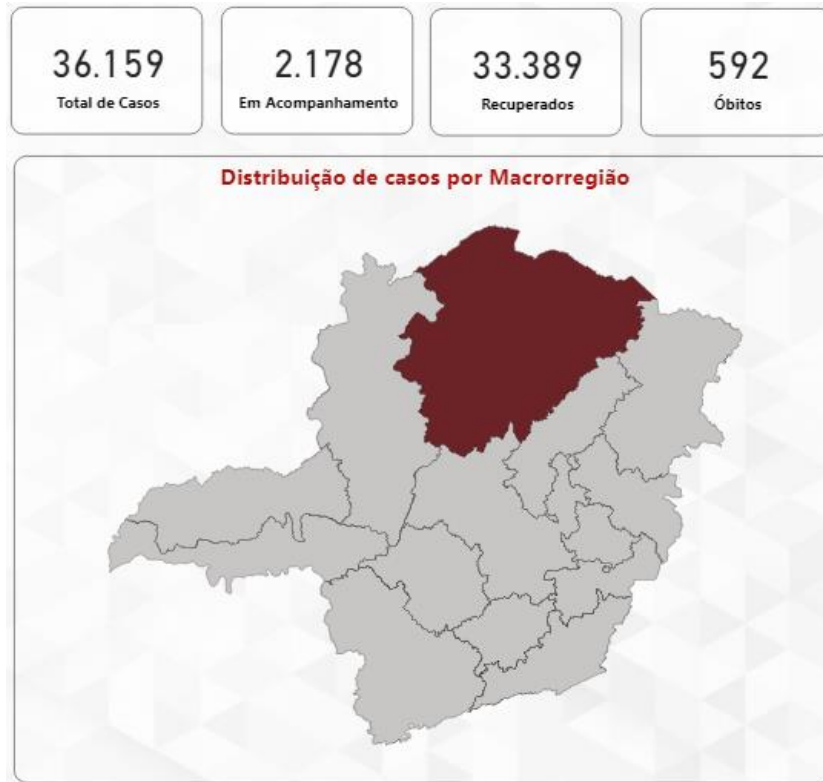 36.159
Total de Casos
2.178
Em Acompanhamento
33.389
Recuperados
592
Óbitos
Distribuição de casos por Macrorregião